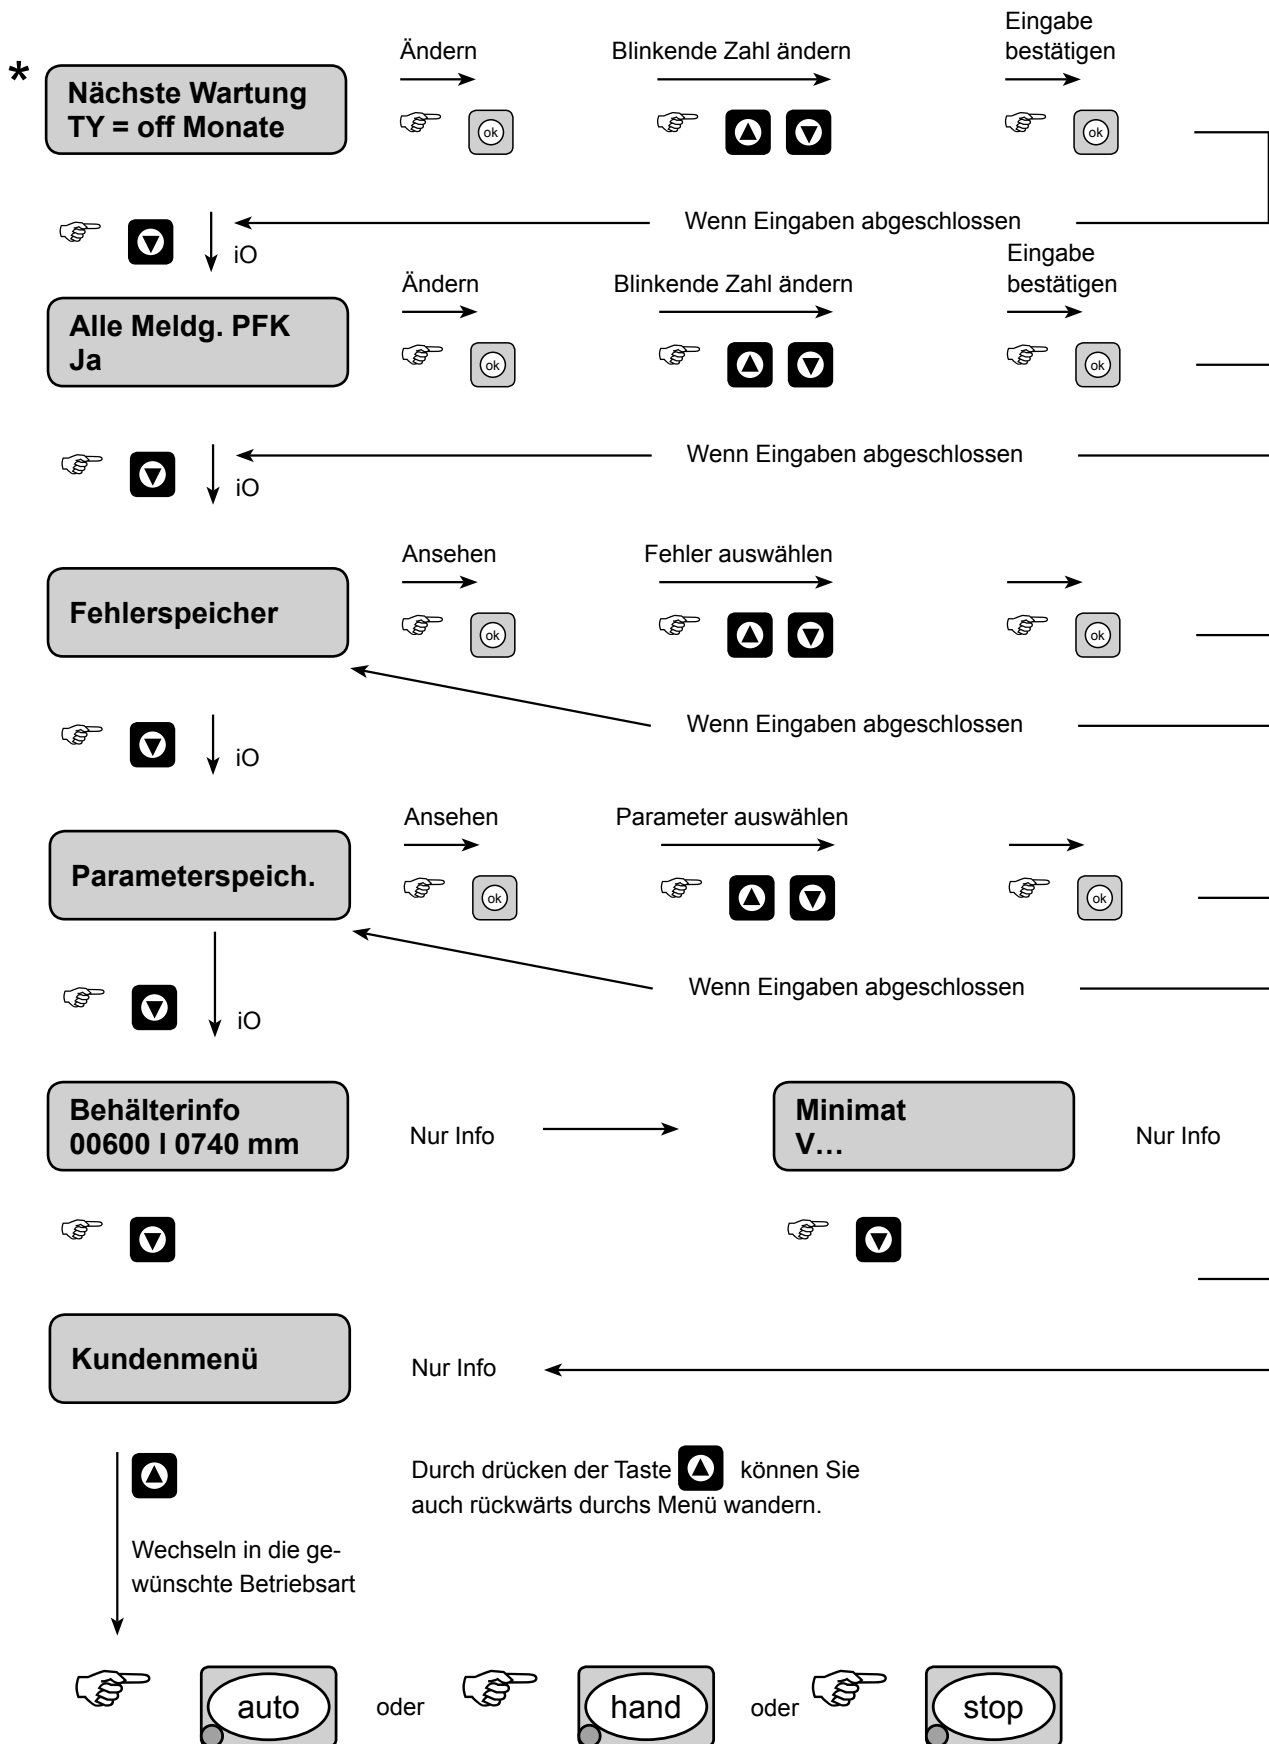 Ändern
Blinkende Zahl ändern
Eingabe
bestätigen
*
Nächste Wartung
TY = off Monate
ok
ok
Wenn Eingaben abgeschlossen
iO
Ändern
Blinkende Zahl ändern
Eingabe
bestätigen
Alle Meldg. PFK
Ja
ok
ok
Wenn Eingaben abgeschlossen
iO
Ansehen
Fehler auswählen
Fehlerspeicher
ok
ok
Wenn Eingaben abgeschlossen
iO
Ansehen
Parameter auswählen
Parameterspeich.
ok
ok
Wenn Eingaben abgeschlossen
iO
Behälterinfo
00600 l 0740 mm
Nur Info
Minimat
V...
Nur Info
Kundenmenü
Nur Info
Durch drücken der Taste können Sie
auch rückwärts durchs Menü wandern.
Wechseln in die ge-
wünschte Betriebsart
auto
oder
hand
oder
stop